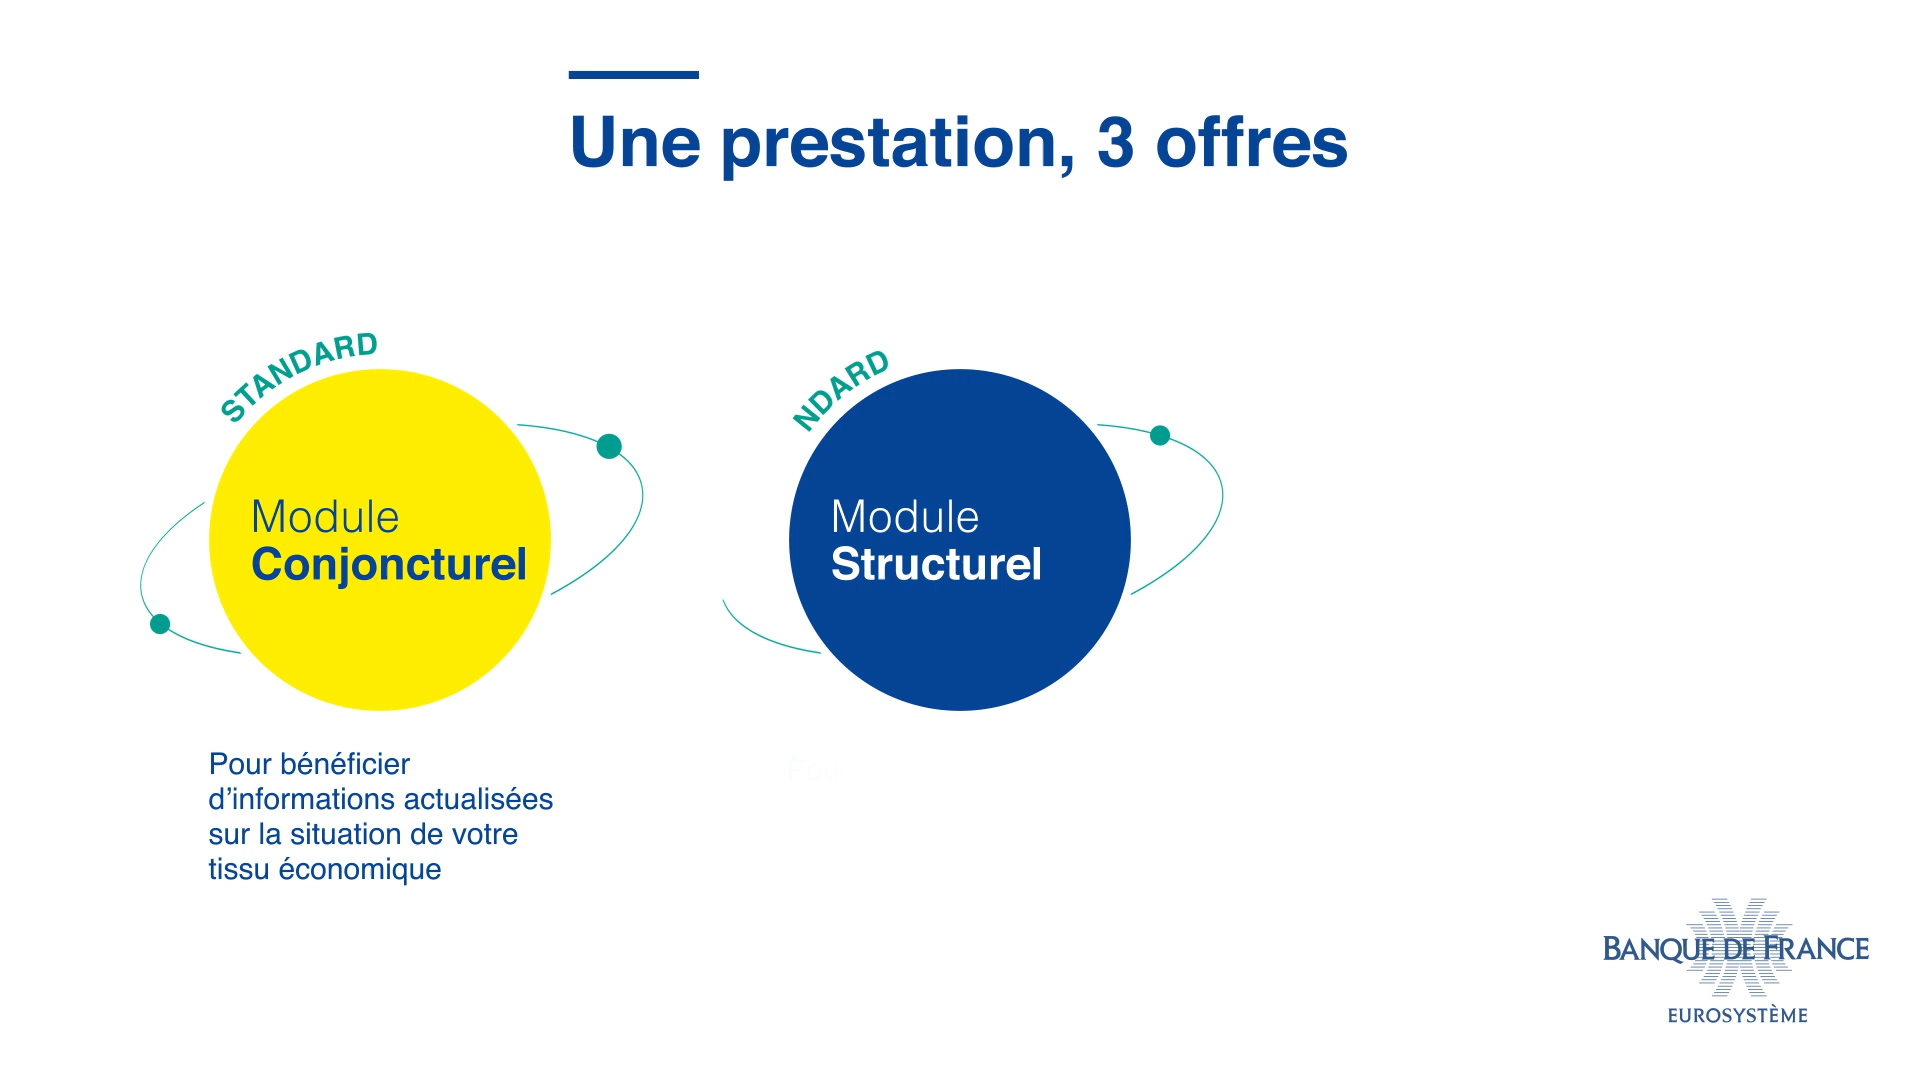 Une prestation, 3 offres
STANDARD
Module
Conjoncturel
Pour bénéficier
d’informations actualisées
sur la situation de votre
tissu économique
NDARD
Module
Structurel
BANQUE DE FRANCE
EUROSYSTÈME